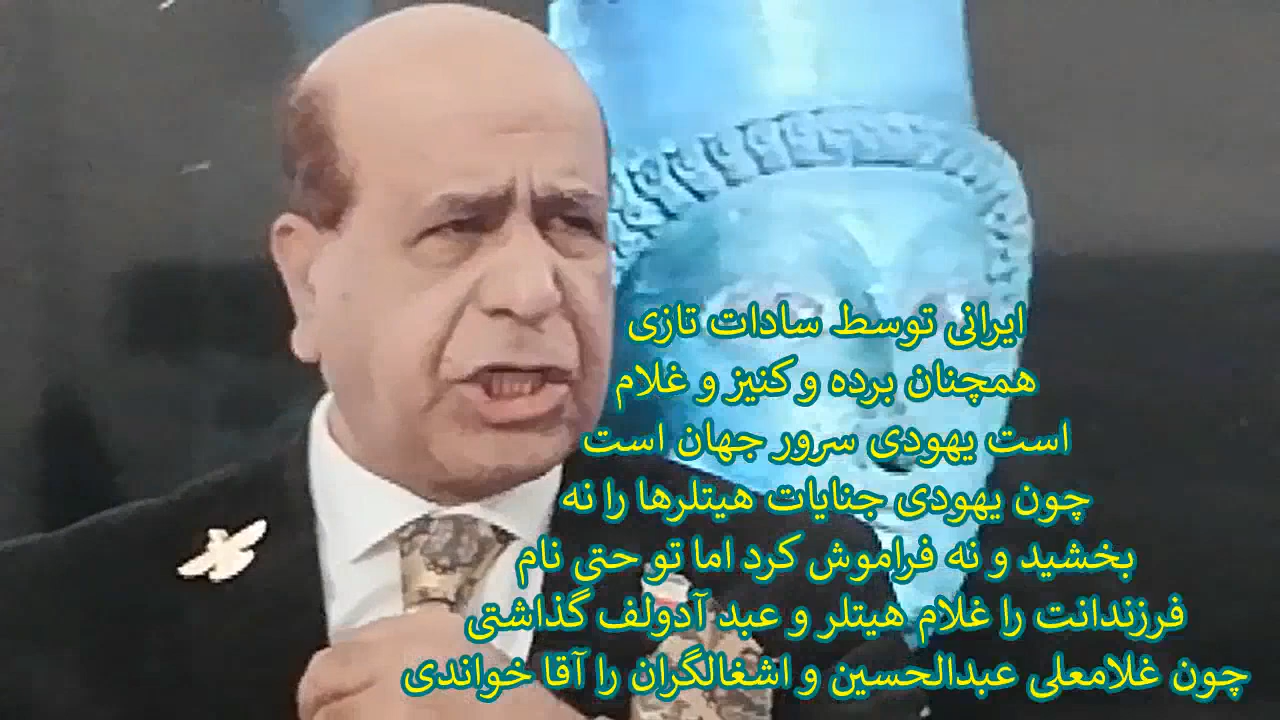 ایرانی توسط سادات تازی
همچنان برده و کنیز و غلام
است یهودی سرور جهان است
چون یهودی جنایات هیتلرها را نه
بخشید و نه فراموش کرد اما تو حتی نام
فرزندانت را غلام هیتلر و عبد آدولف گذاشتی
چون غلامعلی عبدالحسین و اشغالگران را آقا خواندی